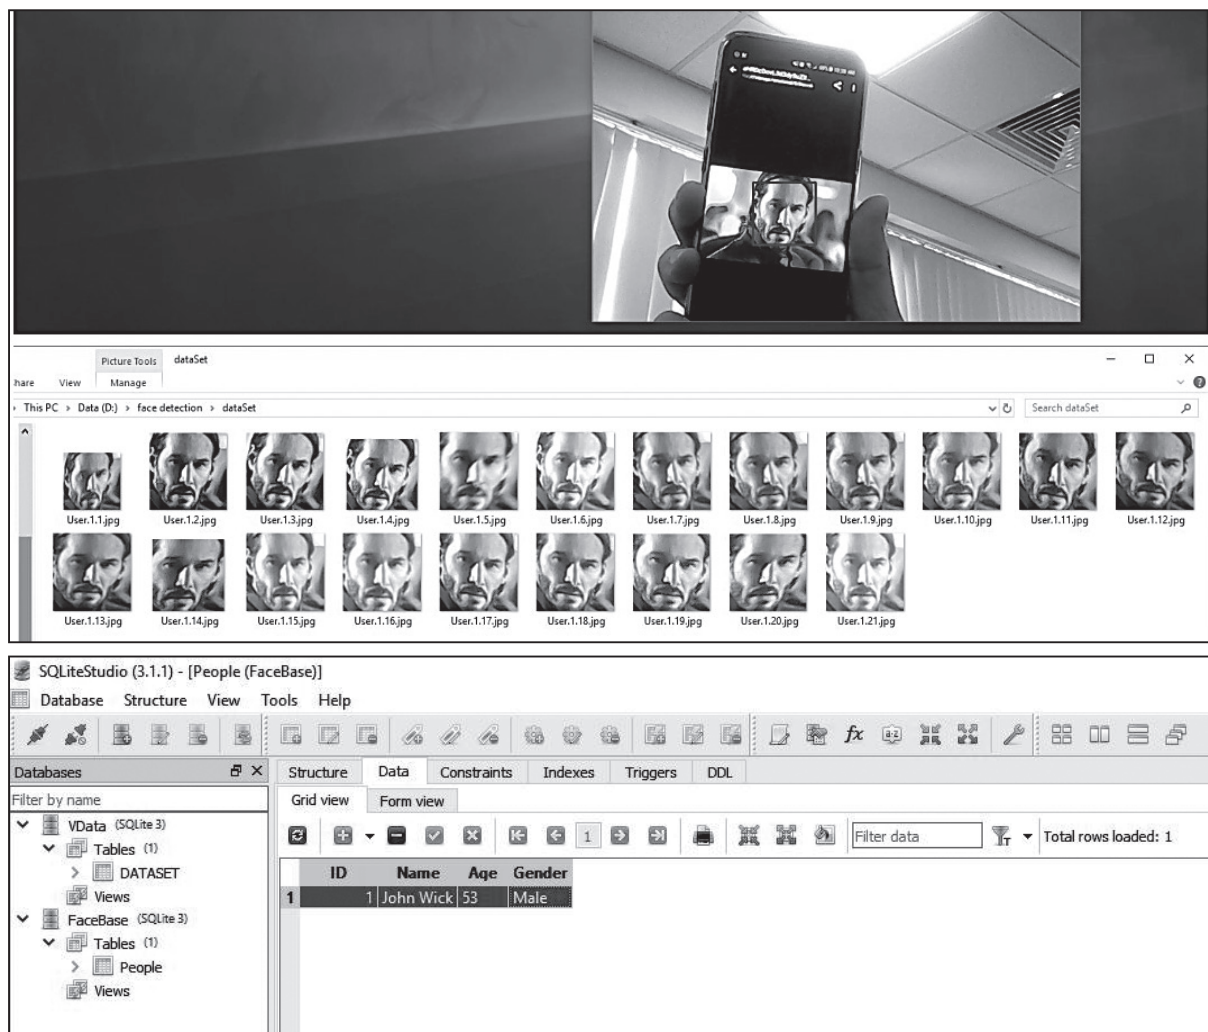 Picture Tools dataSet
hare View Manage
This PC > Data (D:) > face detection > dataSet Search dataSet
User.1.1.jpg User.1.2.jpg User.1.3.jpg User.1.4.jpg User.1.5.jpg User.1.6.jpg User.1.7.jpg User.1.8.jpg User.1.9.jpg User.1.10.jpg User.1.11.jpg User.1.12.jpg
User.1.13.jpg User.1.14.jpg User.1.15.jpg User.1.16.jpg User.1.17.jpg User.1.18.jpg User.1.19.jpg User.1.20.jpg User.1.21.jpg
SQLiteStudio (3.1.1) - [People (FaceBase)]
Database Structure View Tools Help
fx a-z
Databases Structure Data Constraints Indexes Triggers DDL
Filter by name Grid view Form view
VData (SQLite 3)
1 Filter data T Total rows loaded: 1
Tables (1)
DATASET
ID Name Age Gender
Views
1 1 John Wick 53 Male
FaceBase (SQLite 3)
Tables (1)
People
Views